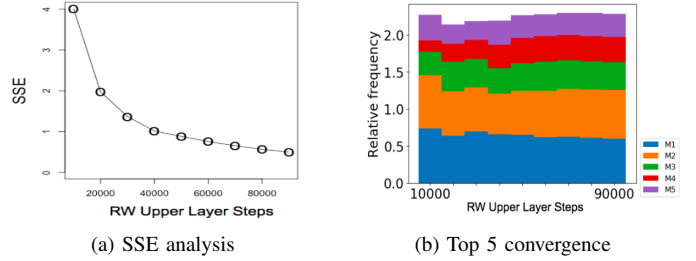 4
3
2
1
0
SSE
20000 40000 60000 80000
RW Upper Layer Steps
(a) SSE analysis
2.0
1.5
1.0
0.5
0.0
Relative frequency
10000 90000
RW Upper Layer Steps
M1
M2
M3
M4
M5
(b) Top 5 convergence